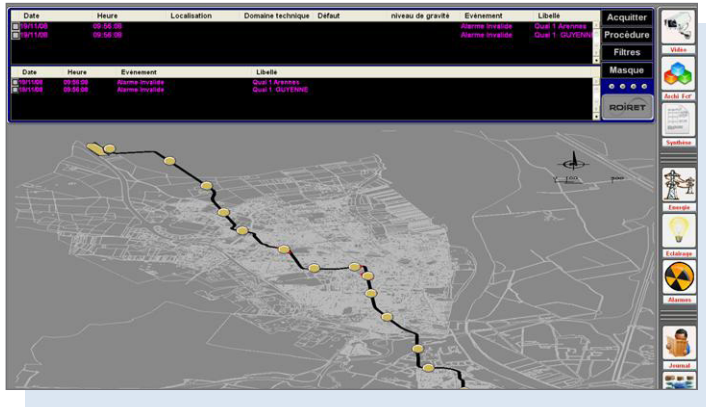 Date Heure Localisation Domaine technique Défaut niveau de gravité Evénement Libelle
19/11/08 09:56:08 Alarme Invalide Quai 1 Arennes
19/11/08 09:56:08 Alarme Invalide Quai 1 GUYENNE
Date Heure Evénement Libellé
19/11/08 09:56:08 Alarme Invalide Quai 1 Arennes
19/11/08 09:56:08 Alarme Invalide Quai 1 GUYENNE
Acquitter
Procédure
Filtres
Masque
ROIRET
Vidéo
Archi Fct'
Synthèse
Energie
Eclairage
Alarmes
Journal